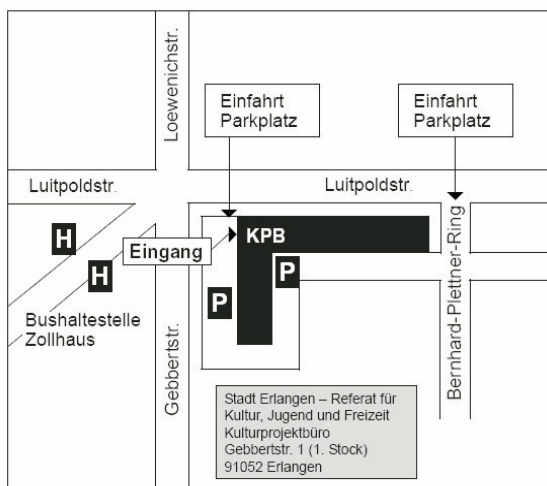 Loewenichstr.
Einfahrt
Parkplatz
Einfahrt
Parkplatz
Luitpoldstr.
Luitpoldstr.
H
H
Eingang
KPB
P
P
Bushaltestelle
Zollhaus
Gebbertstr.
Bernhard-Plettner-Ring
Stadt Erlangen – Referat für
Kultur, Jugend und Freizeit
Kulturprojektbüro
Gebbertstr. 1 (1. Stock)
91052 Erlangen